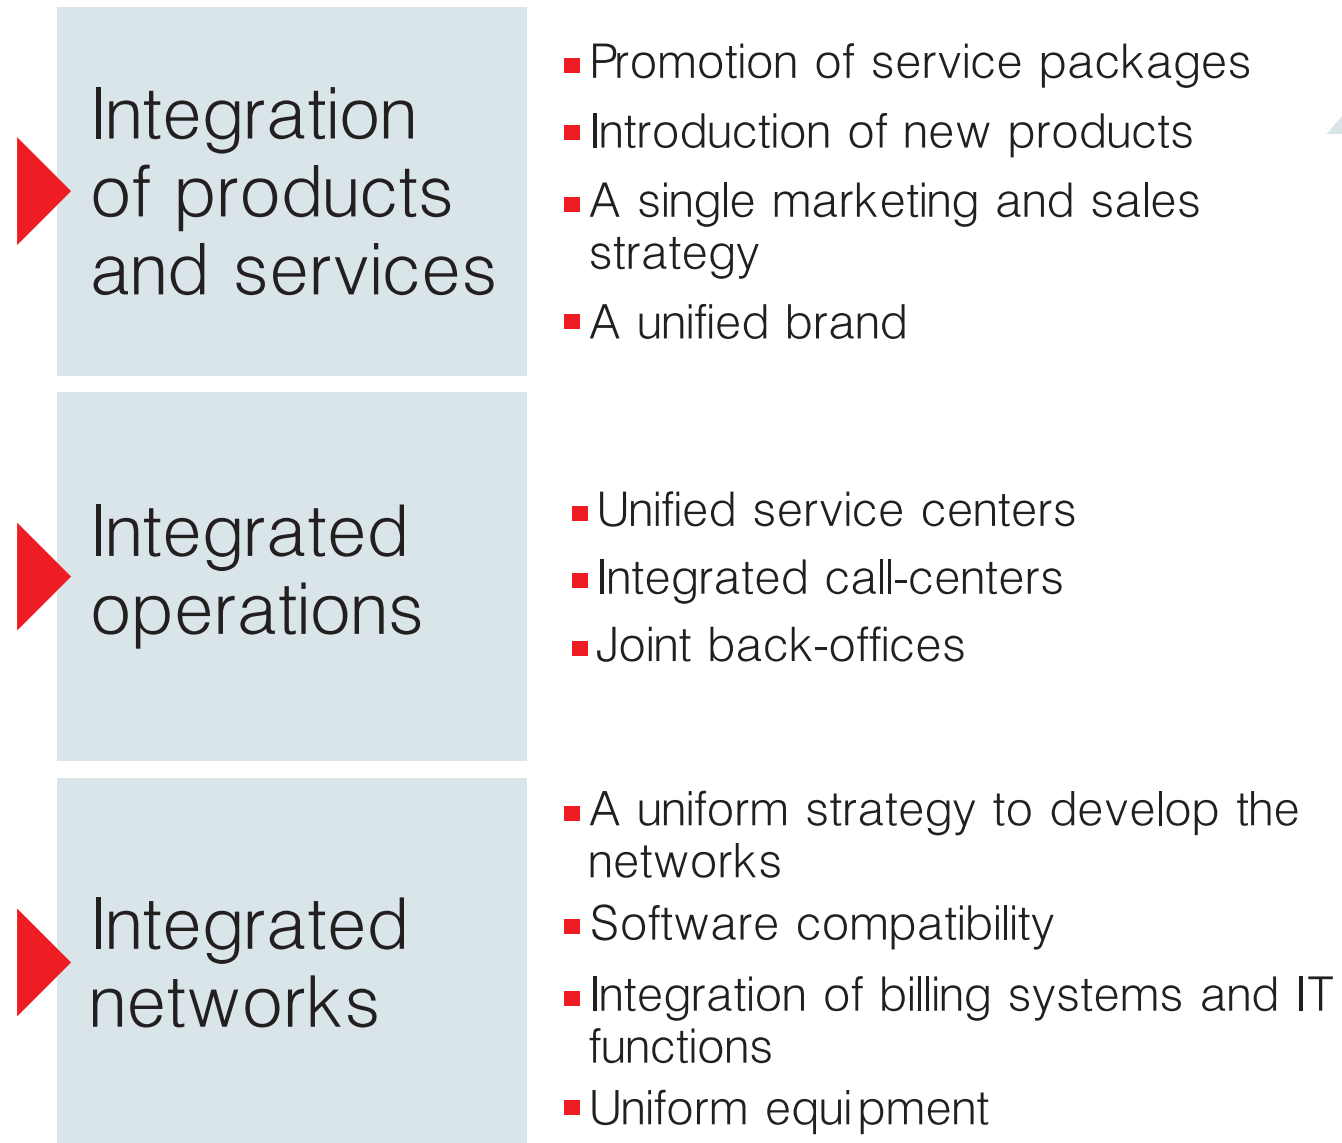 Integration
of products
and services
Promotion of service packages
Introduction of new products
A single marketing and sales
strategy
A unified brand
Integrated
operations
Unified service centers
Integrated call-centers
Joint back-offices
Integrated
networks
A uniform strategy to develop the
networks
Software compatibility
Integration of billing systems and IT
functions
Uniform equipment